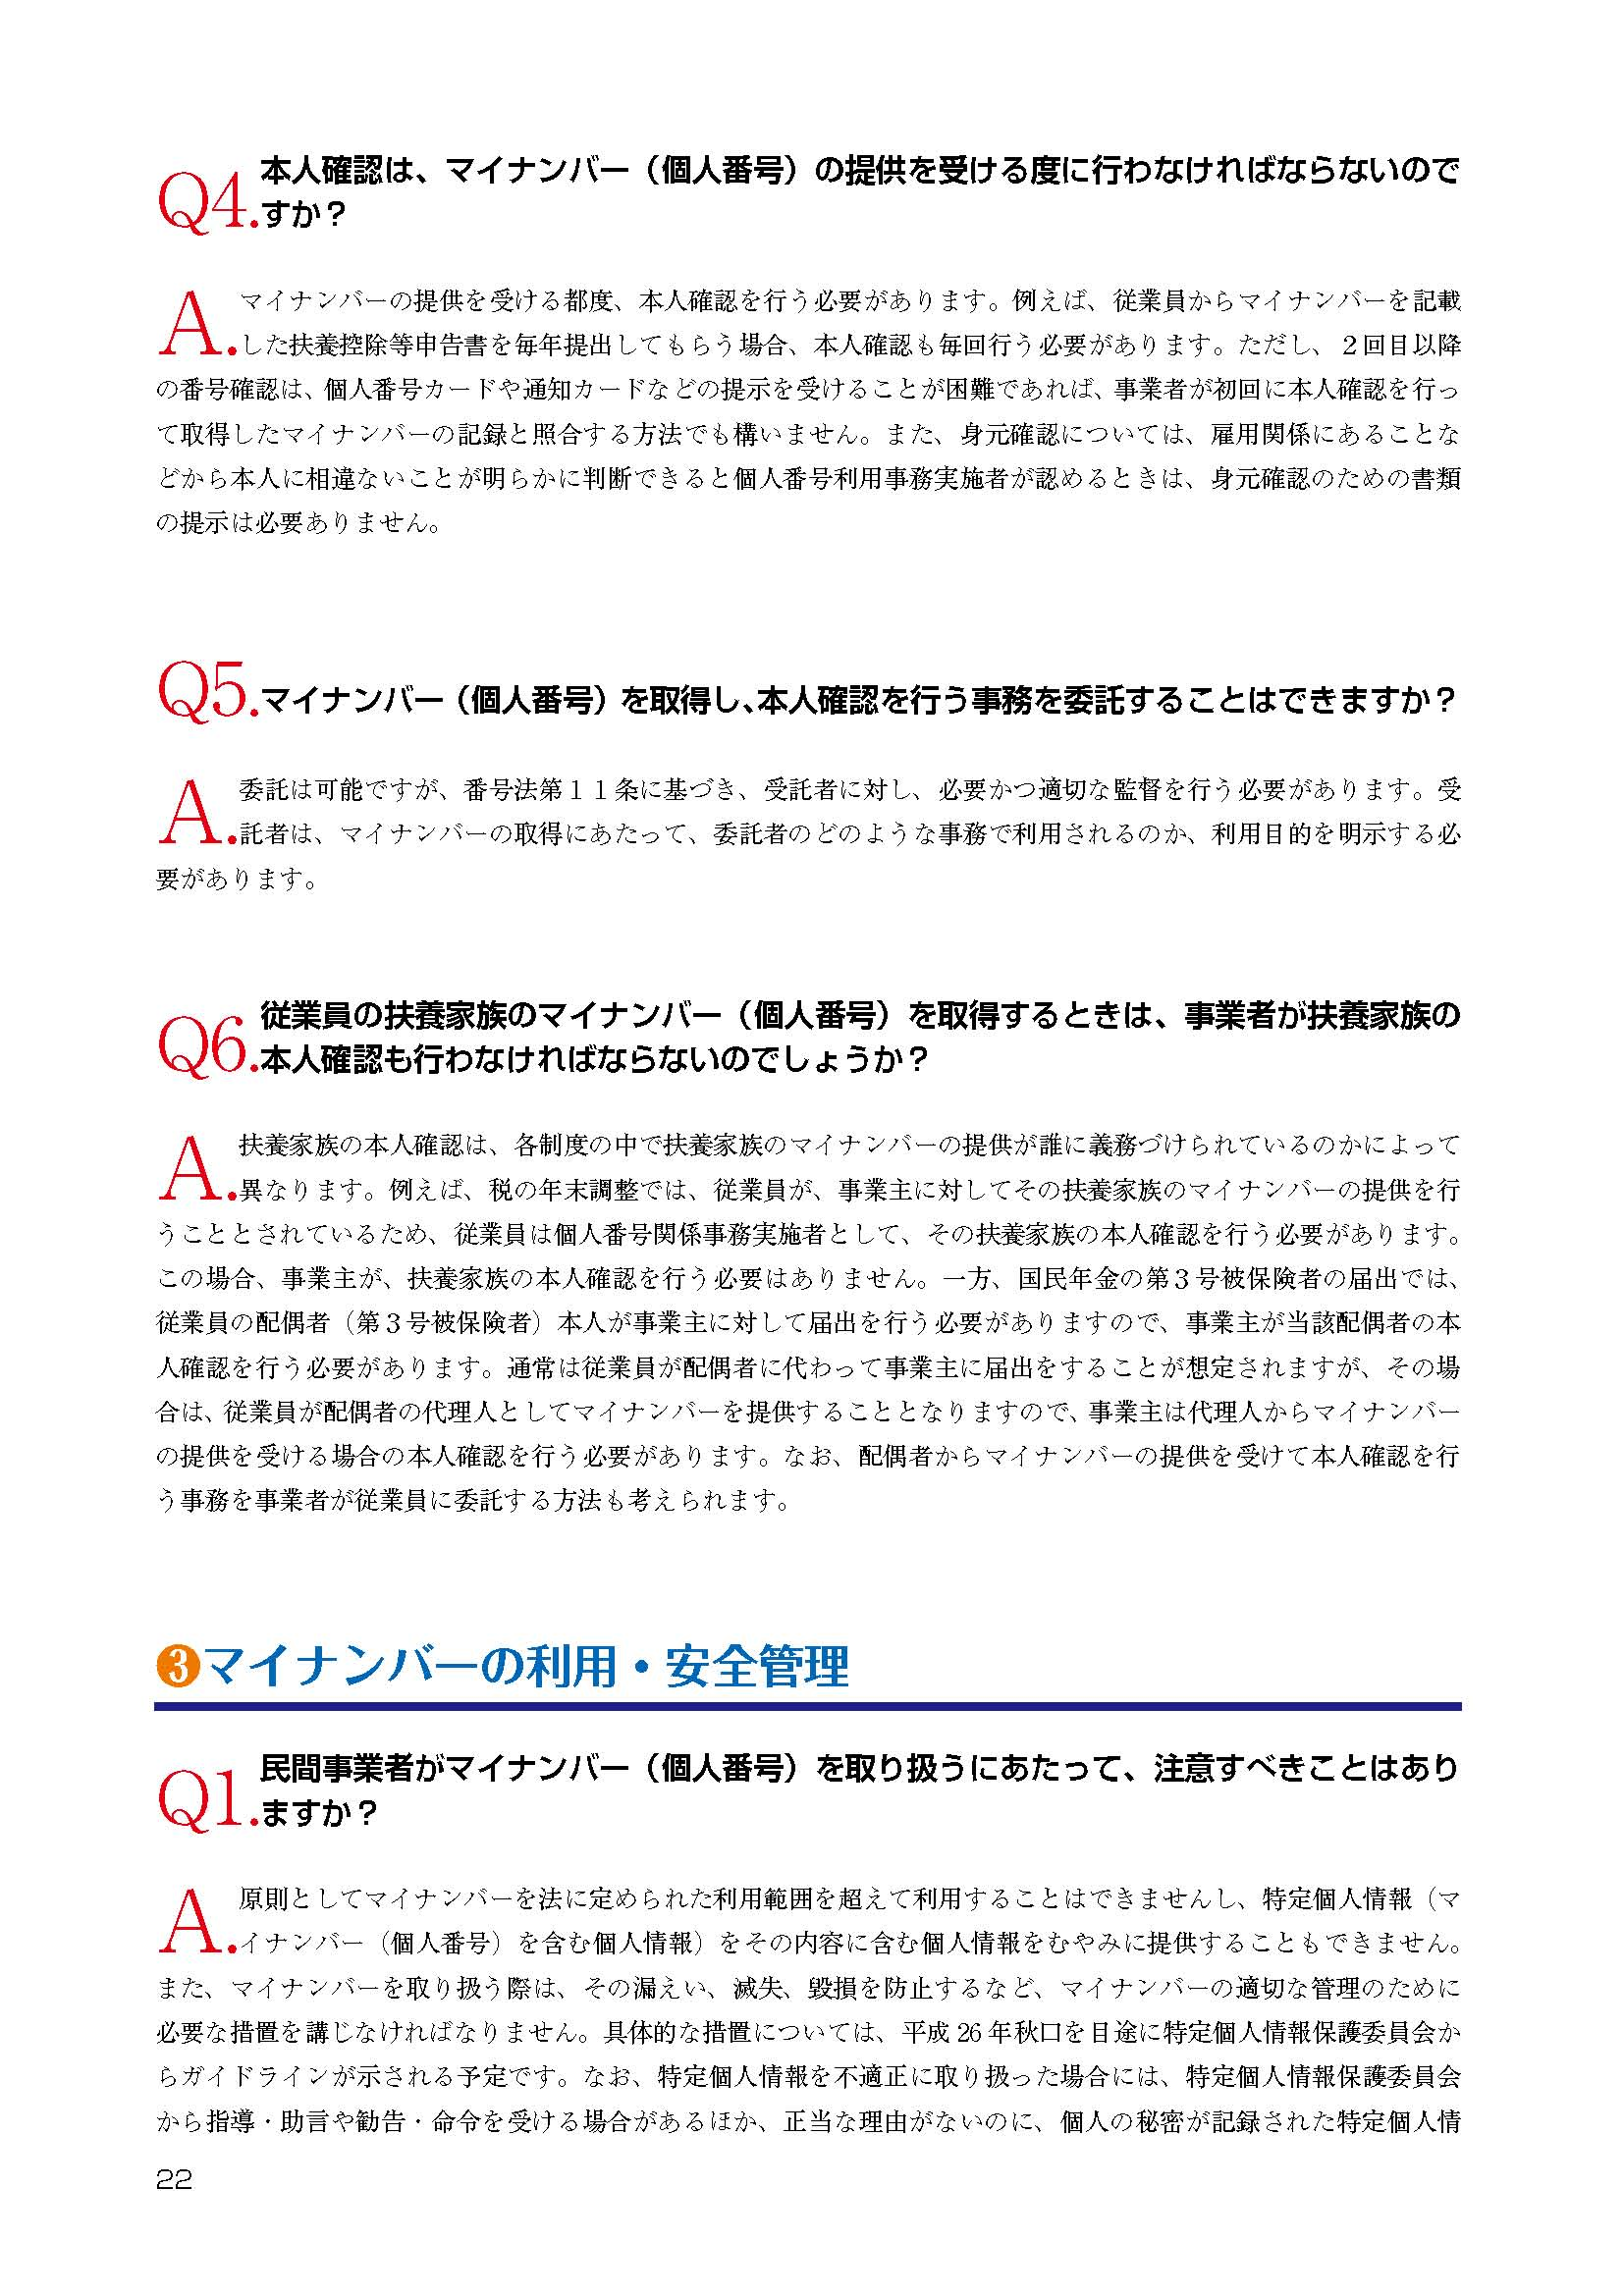 Q4. 本人確認は、マイナンバー（個人番号）の提供を受ける度に行わなければならないので
すか？
A. マイナンバーの提供を受ける都度、本人確認を行う必要があります。例えば、従業員からマイナンバーを記載
した扶養控除等申告書を毎年提出してもらう場合、本人確認も毎回行う必要があります。ただし、２回目以降
の番号確認は、個人番号カードや通知カードなどの提示を受けることが困難であれば、事業者が初回に本人確認を行っ
て取得したマイナンバーの記録と照合する方法でも構いません。また、身元確認については、雇用関係にあることな
どから本人に相違ないことが明らかに判断できると個人番号利用事務実施者が認めるときは、身元確認のための書類
の提示は必要ありません。
Q5. マイナンバー（個人番号）を取得し、本人確認を行う事務を委託することはできますか？
A. 委託は可能ですが、番号法第１１条に基づき、受託者に対し、必要かつ適切な監督を行う必要があります。受
託者は、マイナンバーの取得にあたって、委託者のどのような事務で利用されるのか、利用目的を明示する必
要があります。
Q6. 従業員の扶養家族のマイナンバー（個人番号）を取得するときは、事業者が扶養家族の
本人確認も行わなければならないのでしょうか？
A. 扶養家族の本人確認は、各制度の中で扶養家族のマイナンバーの提供が誰に義務づけられているのかによって
異なります。例えば、税の年末調整では、従業員が、事業主に対してその扶養家族のマイナンバーの提供を行
うこととされているため、従業員は個人番号関係事務実施者として、その扶養家族の本人確認を行う必要があります。
この場合、事業主が、扶養家族の本人確認を行う必要はありません。一方、国民年金の第３号被保険者の届出では、
従業員の配偶者（第３号被保険者）本人が事業主に対して届出を行う必要がありますので、事業主が当該配偶者の本
人確認を行う必要があります。通常は従業員が配偶者に代わって事業主に届出をすることが想定されますが、その場
合は、従業員が配偶者の代理人としてマイナンバーを提供することとなりますので、事業主は代理人からマイナンバー
の提供を受ける場合の本人確認を行う必要があります。なお、配偶者からマイナンバーの提供を受けて本人確認を行
う事務を事業者が従業員に委託する方法も考えられます。
❸マイナンバーの利用・安全管理
Q1. 民間事業者がマイナンバー（個人番号）を取り扱うにあたって、注意すべきことはあり
ますか？
A. 原則としてマイナンバーを法に定められた利用範囲を超えて利用することはできませんし、特定個人情報（マ
イナンバー（個人番号）を含む個人情報）をその内容に含む個人情報をむやみに提供することもできません。
また、マイナンバーを取り扱う際は、その漏えい、滅失、毀損を防止するなど、マイナンバーの適切な管理のために
必要な措置を講じなければなりません。具体的な措置については、平成 26 年秋口を目途に特定個人情報保護委員会か
らガイドラインが示される予定です。なお、特定個人情報を不適正に取り扱った場合には、特定個人情報保護委員会
から指導・助言や勧告・命令を受ける場合があるほか、正当な理由がないのに、個人の秘密が記録された特定個人情
22